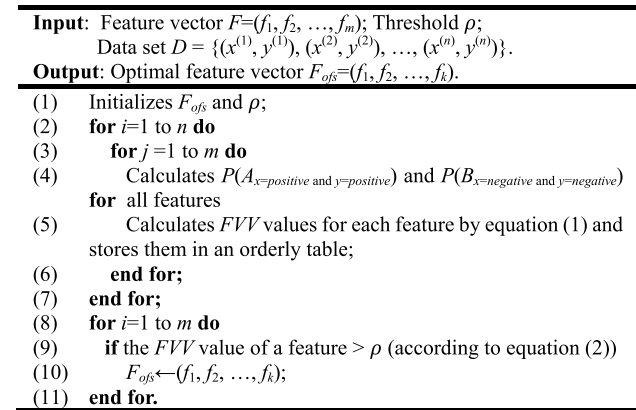 Input: Feature vector F=(f1, f2, …, fm); Threshold ρ;
Data set D = {(x(1), y(1)), (x(2), y(2)), …, (x(n), y(n))}.
Output: Optimal feature vector Fofs=(f1, f2, …, fk).
(1) Initializes Fofs and ρ;
(2) for i=1 to n do
(3) for j =1 to m do
(4) Calculates P(Ax=positive and y=positive) and P(Bx=negative and y=negative)
for all features
(5) Calculates FVV values for each feature by equation (1) and
stores them in an orderly table;
(6) end for;
(7) end for;
(8) for i=1 to m do
(9) if the FVV value of a feature > ρ (according to equation (2))
(10) Fofs←(f1, f2, …, fk);
(11) end for.